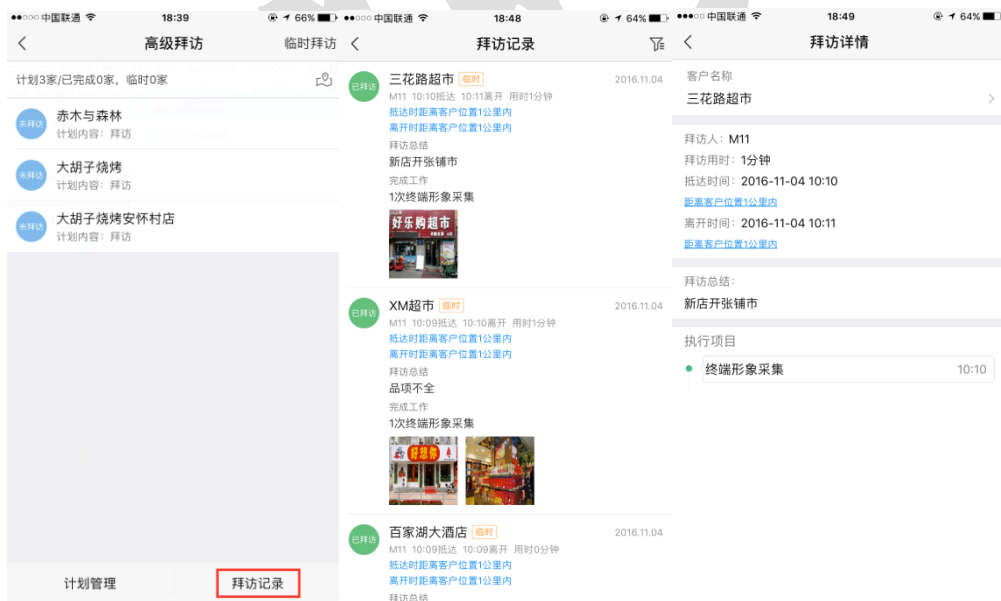 中国联通 18:39 66%
高级拜访 临时拜访
计划3家/已完成0家，临时0家
未拜访 赤木与森林
计划内容：拜访
未拜访 大胡子烧烤
计划内容：拜访
未拜访 大胡子烧烤安怀村店
计划内容：拜访
计划管理 拜访记录
中国联通 18:48 64%
拜访记录
已拜访 三花路超市 临时 2016.11.04
M11 10:10抵达 10:11离开 用时1分钟
抵达时距离客户位置1公里内
离开时距离客户位置1公里内
拜访总结
新店开张铺市
完成工作
1次终端形象采集
好乐购超市
已拜访 XM超市 临时 2016.11.04
M11 10:09抵达 10:10离开 用时1分钟
抵达时距离客户位置1公里内
离开时距离客户位置1公里内
拜访总结
品项不全
完成工作
1次终端形象采集
好想你
已拜访 百家湖大酒店 临时 2016.11.04
M11 10:09抵达 10:09离开 用时0分钟
抵达时距离客户位置1公里内
离开时距离客户位置1公里内
拜访总结
中国联通 18:49 64%
拜访详情
客户名称
三花路超市
拜访人：M11
拜访用时：1分钟
抵达时间：2016-11-04 10:10
距离客户位置1公里内
离开时间：2016-11-04 10:11
距离客户位置1公里内
拜访总结：
新店开张铺市
执行项目
终端形象采集 10:10